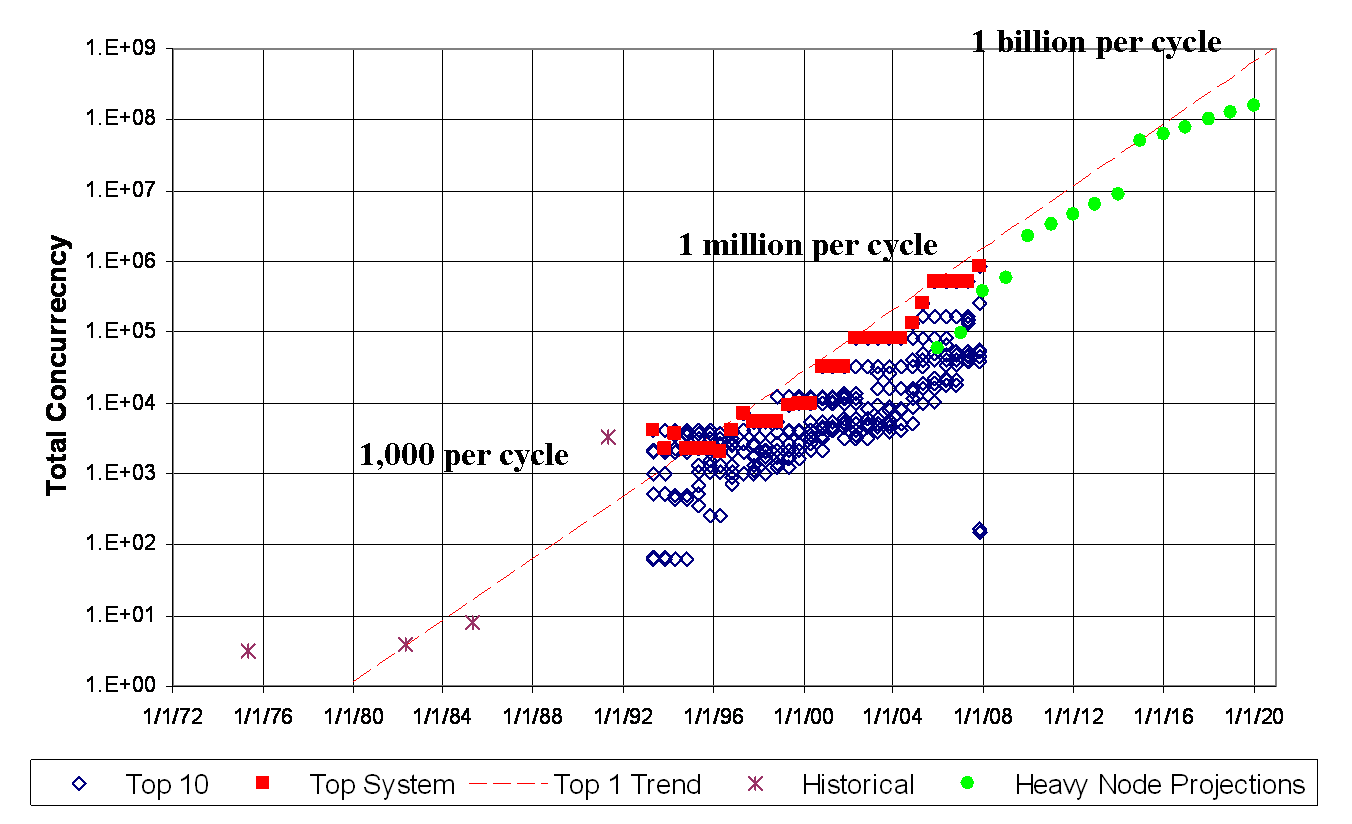 1 billion per cycle
1.E+09
1.E+08
1.E+07
1 million per cycle
1.E+06
1.E+05
1.E+04
1,000 per cycle
1.E+03
1.E+02
1.E+01
1.E+00
Total Concurrecny
1/1/72 1/1/76 1/1/80 1/1/84 1/1/88 1/1/92 1/1/96 1/1/00 1/1/04 1/1/08 1/1/12 1/1/16 1/1/20
Top 10 Top System Top 1 Trend Historical Heavy Node Projections